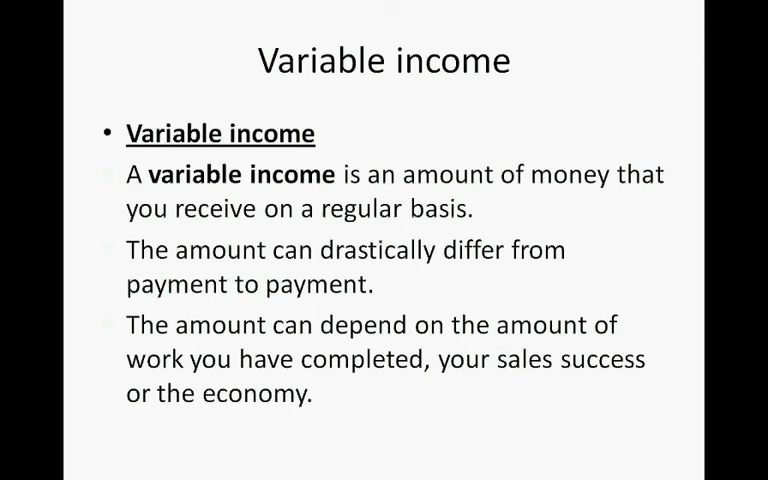 Variable income
• Variable income
A variable income is an amount of money that
you receive on a regular basis.
The amount can drastically differ from
payment to payment.
The amount can depend on the amount of
work you have completed, your sales success
or the economy.